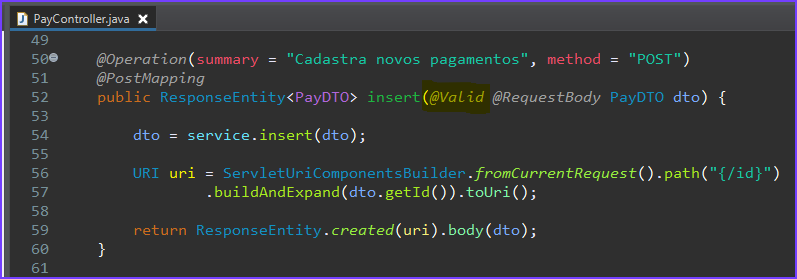 PayController.java
49
50 @Operation(summary = "Cadastra novos pagamentos", method = "POST")
51 @PostMapping
52 public ResponseEntity<PayDTO> insert(@Valid @RequestBody PayDTO dto) {
53
54 dto = service.insert(dto);
55
56 URI uri = ServletUriComponentsBuilder.fromCurrentRequest().path("{/id}")
57 .buildAndExpand(dto.getId()).toUri();
58
59 return ResponseEntity.created(uri).body(dto);
60 }
61